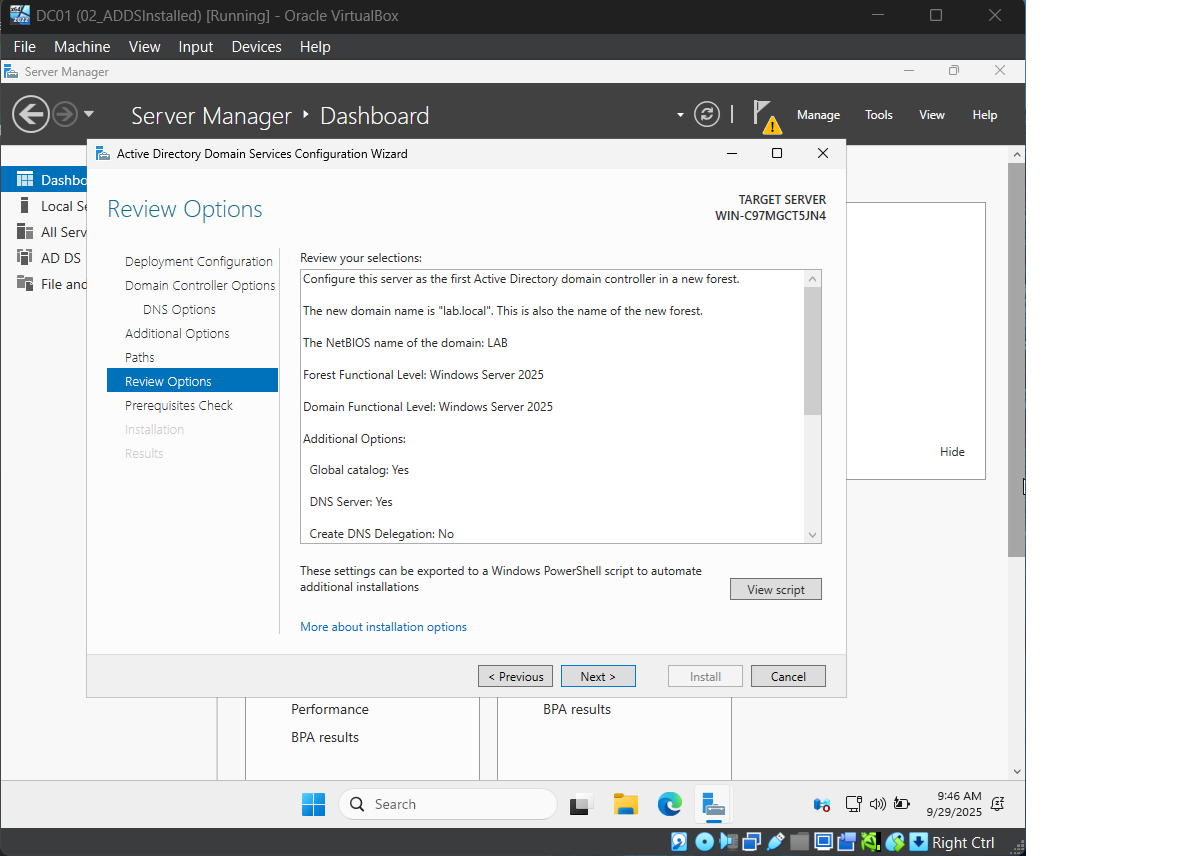 DC01 (02_ADDSInstalled) [Running] - Oracle VirtualBox
File Machine View Input Devices Help
Server Manager
Server Manager Dashboard
Manage Tools View Help
Active Directory Domain Services Configuration Wizard
Dashbo
Local Se
All Serv
AD DS
File and
Review Options
TARGET SERVER
WIN-C97MGCT5JN4
Deployment Configuration
Domain Controller Options
DNS Options
Additional Options
Paths
Review Options
Prerequisites Check
Installation
Results
Review your selections:
Configure this server as the first Active Directory domain controller in a new forest.
The new domain name is "lab.local". This is also the name of the new forest.
The NetBIOS name of the domain: LAB
Forest Functional Level: Windows Server 2025
Domain Functional Level: Windows Server 2025
Additional Options:
Global catalog: Yes
DNS Server: Yes
Create DNS Delegation: No
These settings can be exported to a Windows PowerShell script to automate
additional installations
View script
More about installation options
< Previous Next > Install Cancel
Hide
Performance
BPA results
BPA results
Search
9:46 AM
9/29/2025
Right Ctrl